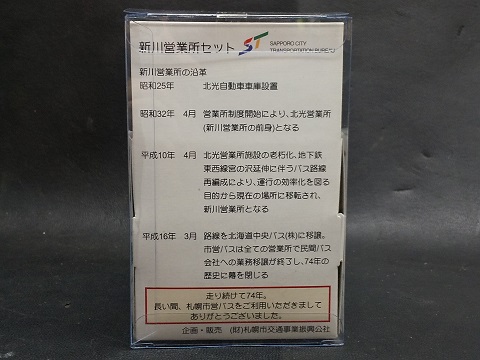 新川営業所セット ST SAPPORO CITY
TRANSPORTATION BUREAU
新川営業所の沿革
昭和25年 北光自動車車庫設置
昭和32年 4月 営業所制度開始により、北光営業所
(新川営業所の前身)となる
平成10年 4月 北光営業所施設の老朽化、地下鉄
東西線宮の沢延伸に伴うバス路線
再編成により、運行の効率化を図る
目的から現在の場所に移転され、
新川営業所となる
平成16年 3月 路線を北海道中央バス(株)に移譲。
市営バスは全ての営業所で民間バス
会社への業務移譲が終了し、74年の
歴史に幕を閉じる
走り続けて74年。
長い間、札幌市営バスをご利用いただきまして
ありがとうございました。
企画・販売 (財)札幌市交通事業振興公社